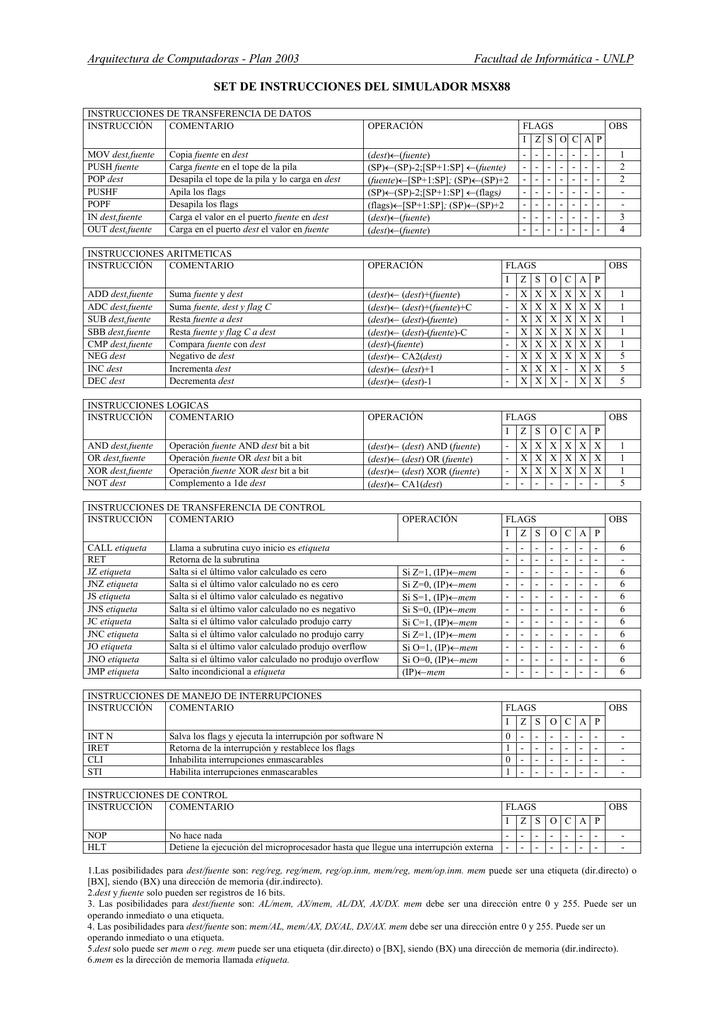 Arquitectura de Computadoras - Plan 2003 Facultad de Informática - UNLP
SET DE INSTRUCCIONES DEL SIMULADOR MSX88
INSTRUCCIONES DE TRANSFERENCIA DE DATOS
INSTRUCCIÓN COMENTARIO OPERACIÓN FLAGS OBS
I Z S O C A P
MOV dest,fuente Copia fuente en dest (dest)←(fuente) - - - - - - - 1
PUSH fuente Carga fuente en el tope de la pila (SP)←(SP)-2;[SP+1:SP] ←(fuente) - - - - - - - 2
POP dest Desapila el tope de la pila y lo carga en dest (fuente)←[SP+1:SP]; (SP)←(SP)+2 - - - - - - - 2
PUSHF Apila los flags (SP)←(SP)-2;[SP+1:SP] ←(flags) - - - - - - - -
POPF Desapila los flags (flags)←[SP+1:SP]; (SP)←(SP)+2 - - - - - - - -
IN dest,fuente Carga el valor en el puerto fuente en dest (dest)←(fuente) - - - - - - - 3
OUT dest,fuente Carga en el puerto dest el valor en fuente (dest)←(fuente) - - - - - - - 4
INSTRUCCIONES ARITMETICAS
INSTRUCCIÓN COMENTARIO OPERACIÓN FLAGS OBS
I Z S O C A P
ADD dest,fuente Suma fuente y dest (dest)← (dest)+(fuente) - X X X X X X 1
ADC dest,fuente Suma fuente, dest y flag C (dest)← (dest)+(fuente)+C - X X X X X X 1
SUB dest,fuente Resta fuente a dest (dest)← (dest)-(fuente) - X X X X X X 1
SBB dest,fuente Resta fuente y flag C a dest (dest)← (dest)-(fuente)-C - X X X X X X 1
CMP dest,fuente Compara fuente con dest (dest)-(fuente) - X X X X X X 1
NEG dest Negativo de dest (dest)← CA2(dest) - X X X X X X 5
INC dest Incrementa dest (dest)← (dest)+1 - X X X - X X 5
DEC dest Decrementa dest (dest)← (dest)-1 - X X X - X X 5
INSTRUCCIONES LOGICAS
INSTRUCCIÓN COMENTARIO OPERACIÓN FLAGS OBS
I Z S O C A P
AND dest,fuente Operación fuente AND dest bit a bit (dest)← (dest) AND (fuente) - X X X X X X 1
OR dest,fuente Operación fuente OR dest bit a bit (dest)← (dest) OR (fuente) - X X X X X X 1
XOR dest,fuente Operación fuente XOR dest bit a bit (dest)← (dest) XOR (fuente) - X X X X X X 1
NOT dest Complemento a 1de dest (dest)← CA1(dest) - - - - - - - 5
INSTRUCCIONES DE TRANSFERENCIA DE CONTROL
INSTRUCCIÓN COMENTARIO OPERACIÓN FLAGS OBS
I Z S O C A P
CALL etiqueta Llama a subrutina cuyo inicio es etiqueta - - - - - - - 6
RET Retorna de la subrutina - - - - - - - -
JZ etiqueta Salta si el último valor calculado es cero Si Z=1, (IP)←mem - - - - - - - 6
JNZ etiqueta Salta si el último valor calculado no es cero Si Z=0, (IP)←mem - - - - - - - 6
JS etiqueta Salta si el último valor calculado es negativo Si S=1, (IP)←mem - - - - - - - 6
JNS etiqueta Salta si el último valor calculado no es negativo Si S=0, (IP)←mem - - - - - - - 6
JC etiqueta Salta si el último valor calculado produjo carry Si C=1, (IP)←mem - - - - - - - 6
JNC etiqueta Salta si el último valor calculado no produjo carry Si Z=1, (IP)←mem - - - - - - - 6
JO etiqueta Salta si el último valor calculado produjo overflow Si O=1, (IP)←mem - - - - - - - 6
JNO etiqueta Salta si el último valor calculado no produjo overflow Si O=0, (IP)←mem - - - - - - - 6
JMP etiqueta Salto incondicional a etiqueta (IP)←mem - - - - - - - 6
INSTRUCCIONES DE MANEJO DE INTERRUPCIONES
INSTRUCCIÓN COMENTARIO FLAGS OBS
I Z S O C A P
INT N Salva los flags y ejecuta la interrupción por software N 0 - - - - - - -
IRET Retorna de la interrupción y restablece los flags 1 - - - - - - -
CLI Inhabilita interrupciones enmascarables 0 - - - - - - -
STI Habilita interrupciones enmascarables 1 - - - - - - -
INSTRUCCIONES DE CONTROL
INSTRUCCIÓN COMENTARIO FLAGS OBS
I Z S O C A P
NOP No hace nada - - - - - - - -
HLT Detiene la ejecución del microprocesador hasta que llegue una interrupción externa - - - - - - - -
1.Las posibilidades para dest/fuente son: reg/reg, reg/mem, reg/op.inm, mem/reg, mem/op.inm. mem puede ser una etiqueta (dir.directo) o
[BX], siendo (BX) una dirección de memoria (dir.indirecto).
2.dest y fuente solo pueden ser registros de 16 bits.
3. Las posibilidades para dest/fuente son: AL/mem, AX/mem, AL/DX, AX/DX. mem debe ser una dirección entre 0 y 255. Puede ser un
operando inmediato o una etiqueta.
4. Las posibilidades para dest/fuente son: mem/AL, mem/AX, DX/AL, DX/AX. mem debe ser una dirección entre 0 y 255. Puede ser un
operando inmediato o una etiqueta.
5.dest solo puede ser mem o reg. mem puede ser una etiqueta (dir.directo) o [BX], siendo (BX) una dirección de memoria (dir.indirecto).
6.mem es la dirección de memoria llamada etiqueta.